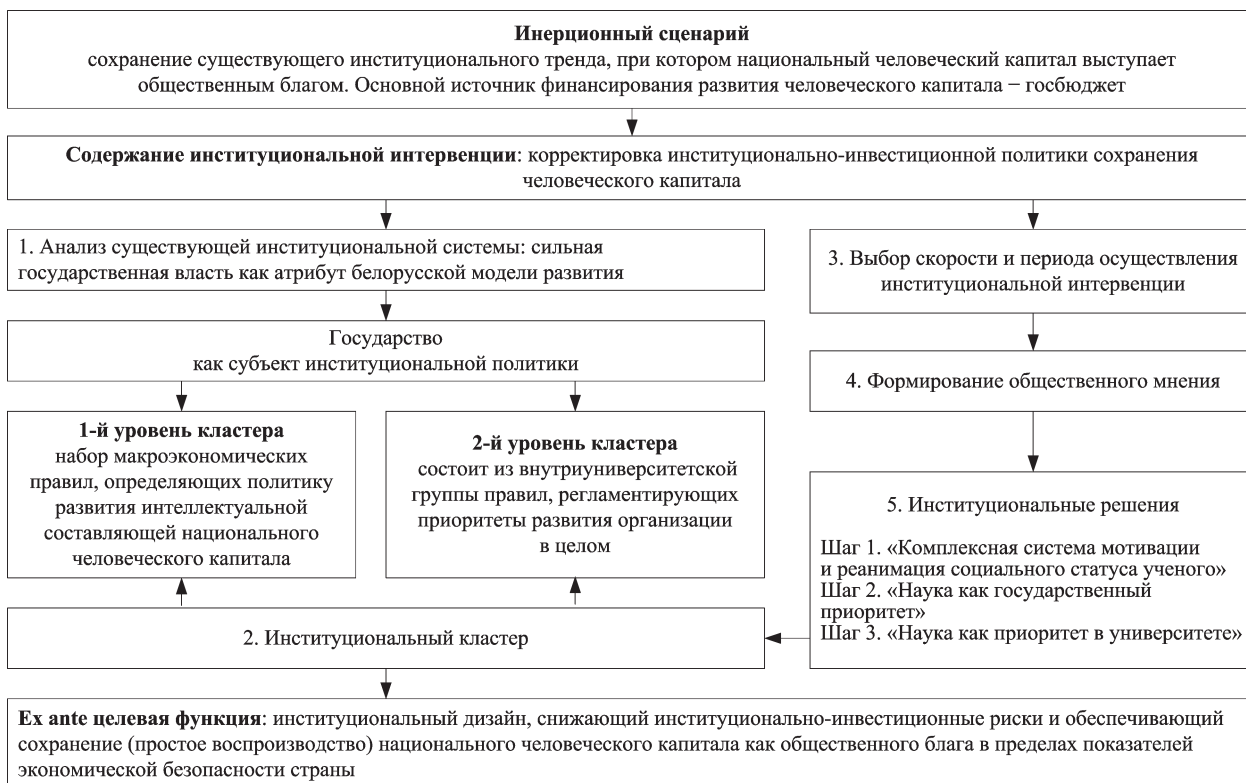 Инерционный сценарий
сохранение существующего институционального тренда, при котором национальный человеческий капитал выступает
общественным благом. Основной источник финансирования развития человеческого капитала − госбюджет
Содержание институциональной интервенции: корректировка институционально-инвестиционной политики сохранения
человеческого капитала
1. Анализ существующей институциональной системы: сильная
государственная власть как атрибут белорусской модели развития
Государство
как субъект институциональной политики
1-й уровень кластера
набор макроэкономических
правил, определяющих политику
развития интеллектуальной
составляющей национального
человеческого капитала
2-й уровень кластера
состоит из внутриуниверситетской
группы правил, регламентирующих
приоритеты развития организации
в целом
2. Институциональный кластер
3. Выбор скорости и периода осуществления
институциональной интервенции
4. Формирование общественного мнения
5. Институциональные решения
Шаг 1. «Комплексная система мотивации
и реанимация социального статуса ученого»
Шаг 2. «Наука как государственный
приоритет»
Шаг 3. «Наука как приоритет в университете»
Ex ante целевая функция: институциональный дизайн, снижающий институционально-инвестиционные риски и обеспечивающий
сохранение (простое воспроизводство) национального человеческого капитала как общественного блага в пределах показателей
экономической безопасности страны